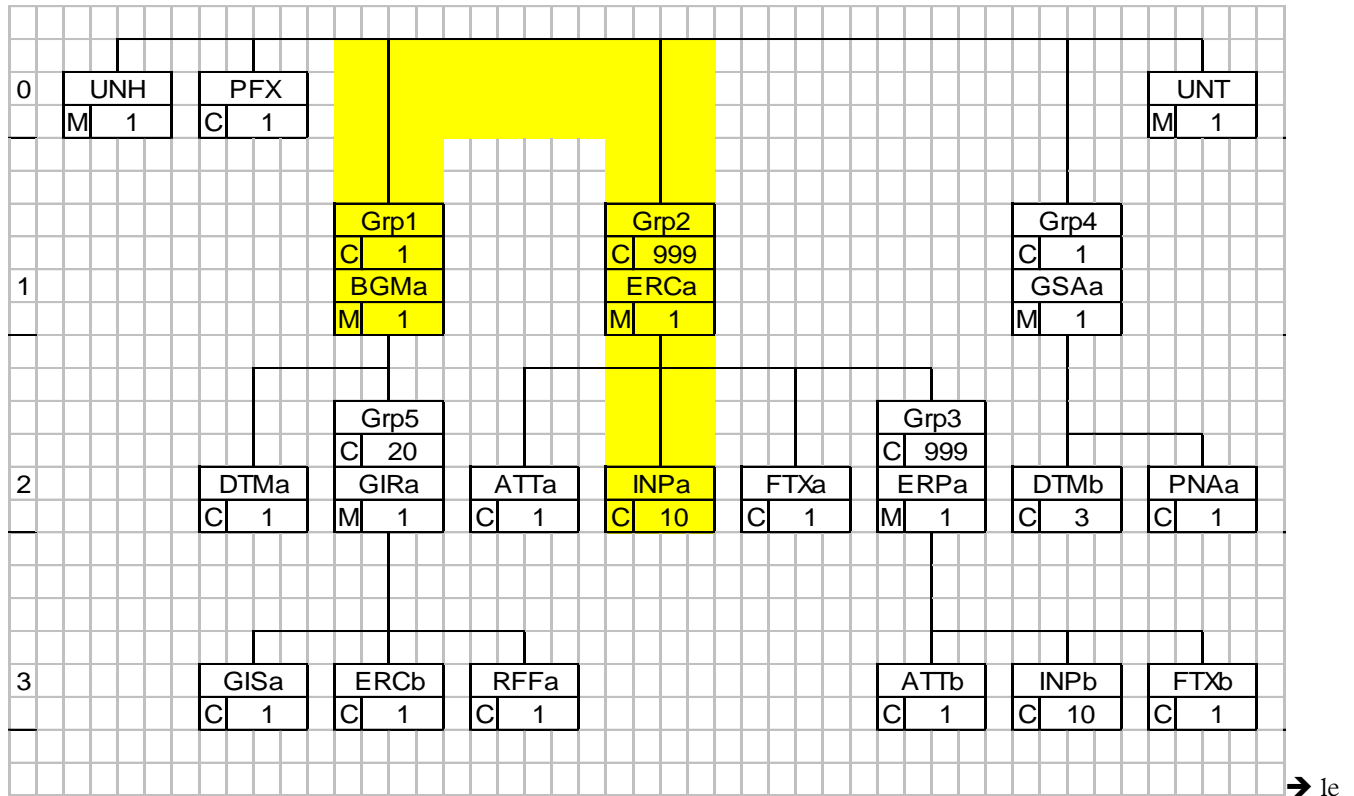 0 UNH PFX UNT
M 1 C 1 M 1
Grp1 Grp2 Grp4
C 1 C 999 C 1
1 BGMa ERCa GSAa
M 1 M 1 M 1
Grp5 Grp3
C 20 C 999
2 DTMa GIRa ATTa INPa FTXa ERPa DTMb PNAa
C 1 M 1 C 1 C 10 C 1 M 1 C 3 C 1
3 GISa ERCb RFFa ATTb INPb FTXb
C 1 C 1 C 1 C 1 C 10 C 1
➔ le